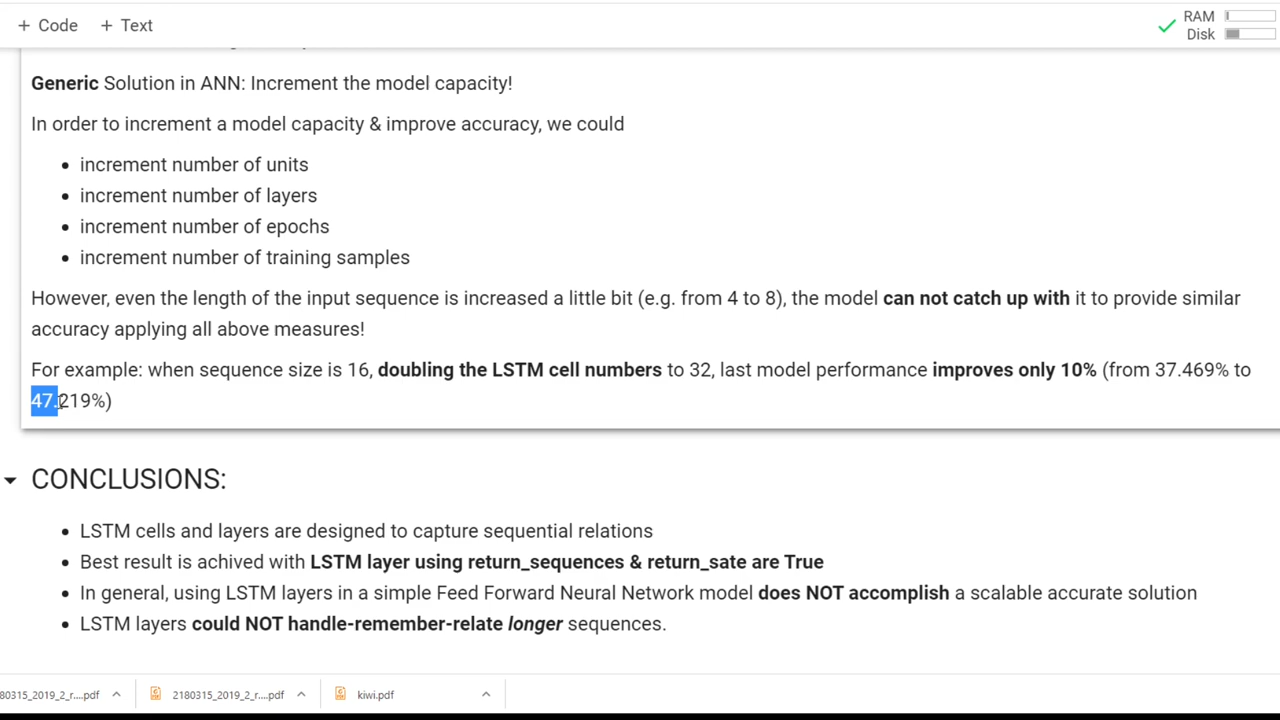 + Code + Text
RAM
Disk
Generic Solution in ANN: Increment the model capacity!
In order to increment a model capacity & improve accuracy, we could
• increment number of units
• increment number of layers
• increment number of epochs
• increment number of training samples
However, even the length of the input sequence is increased a little bit (e.g. from 4 to 8), the model can not catch up with it to provide similar
accuracy applying all above measures!
For example: when sequence size is 16, doubling the LSTM cell numbers to 32, last model performance improves only 10% (from 37.469% to
47.219%)
CONCLUSIONS:
• LSTM cells and layers are designed to capture sequential relations
• Best result is achived with LSTM layer using return_sequences & return_sate are True
• In general, using LSTM layers in a simple Feed Forward Neural Network model does NOT accomplish a scalable accurate solution
• LSTM layers could NOT handle-remember-relate longer sequences.
80315_2019_2_r....pdf 2180315_2019_2_r....pdf kiwi.pdf